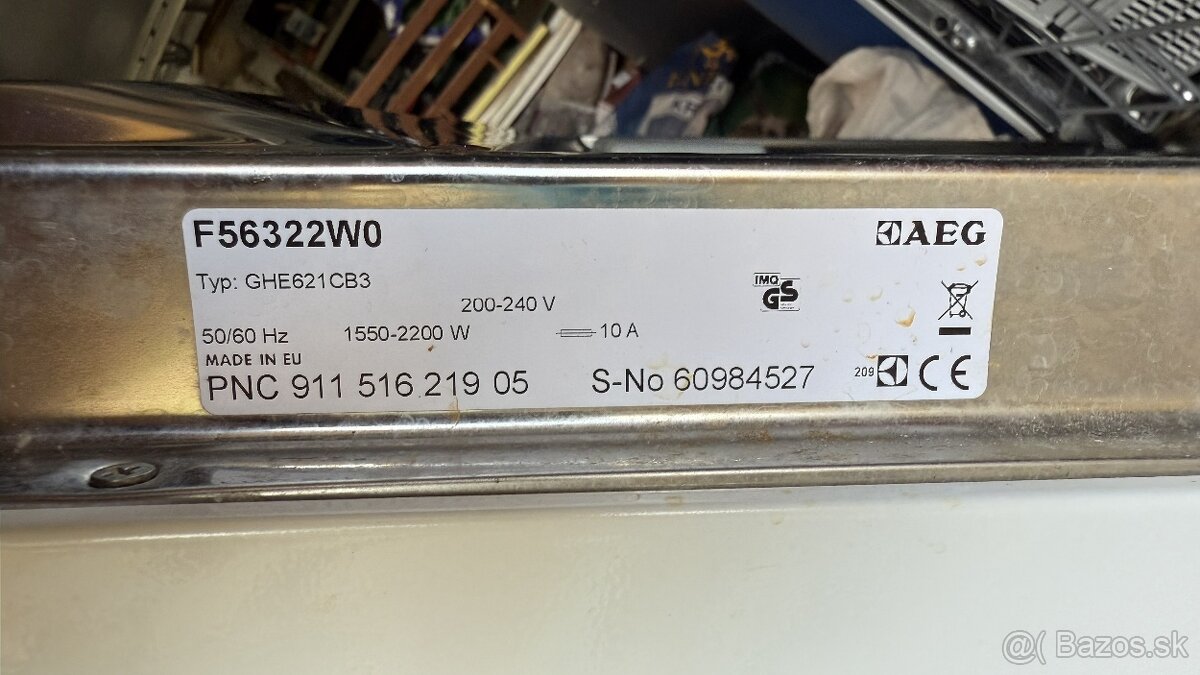 F56322W0
AEG
Typ: GHE621CB3
IMQ
GS
200-240 V
50/60 Hz 1550-2200 W 10 A
MADE IN EU
PNC 911 516 219 05 S-No 60984527
209 CE
@( Bazos.sk